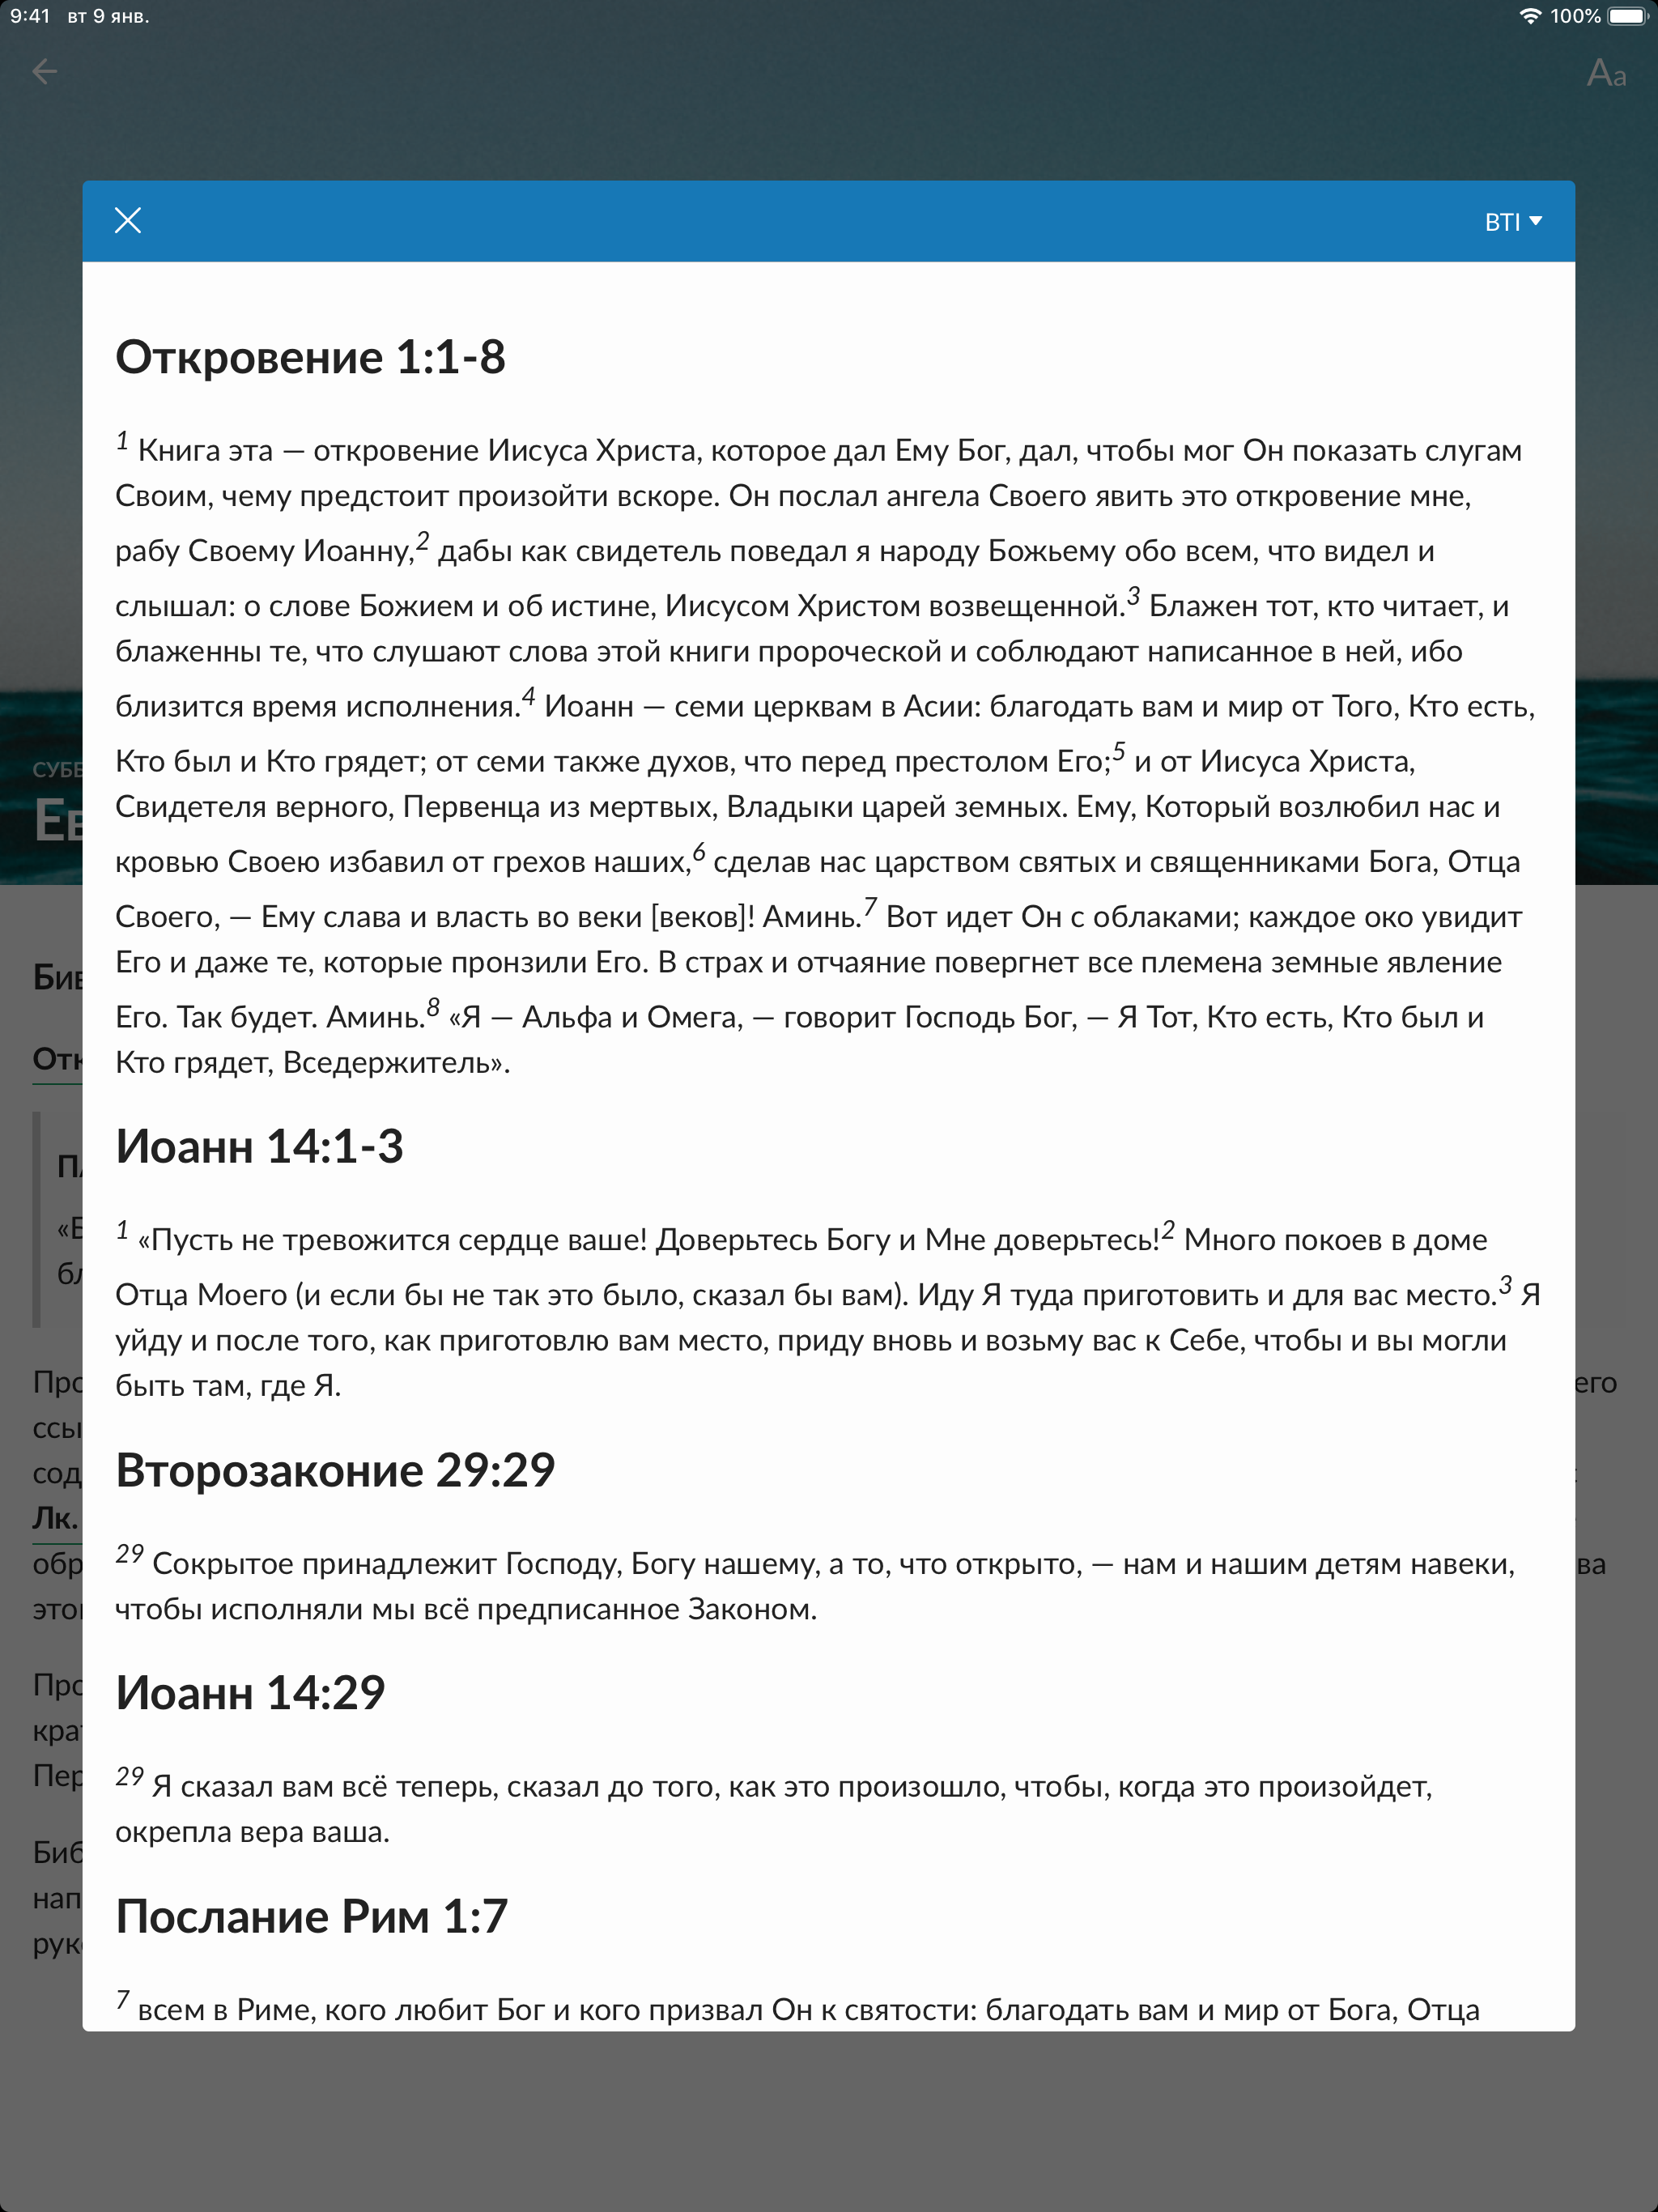 9:41 вт 9 янв. 100%
Aa
BTI
Откровение 1:1-8
1 Книга эта — откровение Иисуса Христа, которое дал Ему Бог, дал, чтобы мог Он показать слугам
Своим, чему предстоит произойти вскоре. Он послал ангела Своего явить это откровение мне,
рабу Своему Иоанну,2 дабы как свидетель поведал я народу Божьему обо всем, что видел и
слышал: о слове Божием и об истине, Иисусом Христом возвещенной.3 Блажен тот, кто читает, и
блаженны те, что слушают слова этой книги пророческой и соблюдают написанное в ней, ибо
близится время исполнения.4 Иоанн — семи церквам в Асии: благодать вам и мир от Того, Кто есть,
Кто был и Кто грядет; от семи также духов, что перед престолом Его;5 и от Иисуса Христа,
Свидетеля верного, Первенца из мертвых, Владыки царей земных. Ему, Который возлюбил нас и
кровью Своею избавил от грехов наших,6 сделав нас царством святых и священниками Бога, Отца
Своего, — Ему слава и власть во веки [веков]! Аминь.7 Вот идет Он с облаками; каждое око увидит
Его и даже те, которые пронзили Его. В страх и отчаяние повергнет все племена земные явление
Его. Так будет. Аминь.8 «Я — Альфа и Омега, — говорит Господь Бог, — Я Тот, Кто есть, Кто был и
Кто грядет, Вседержитель».
Иоанн 14:1-3
1 «Пусть не тревожится сердце ваше! Доверьтесь Богу и Мне доверьтесь!2 Много покоев в доме
Отца Моего (и если бы не так это было, сказал бы вам). Иду Я туда приготовить и для вас место.3 Я
уйду и после того, как приготовлю вам место, приду вновь и возьму вас к Себе, чтобы и вы могли
быть там, где Я.
Второзаконие 29:29
29 Сокрытое принадлежит Господу, Богу нашему, а то, что открыто, — нам и нашим детям навеки,
чтобы исполняли мы всё предписанное Законом.
Иоанн 14:29
29 Я сказал вам всё теперь, сказал до того, как это произошло, чтобы, когда это произойдет,
окрепла вера ваша.
Послание Рим 1:7
7 всем в Риме, кого любит Бог и кого призвал Он к святости: благодать вам и мир от Бога, Отца
Лк.